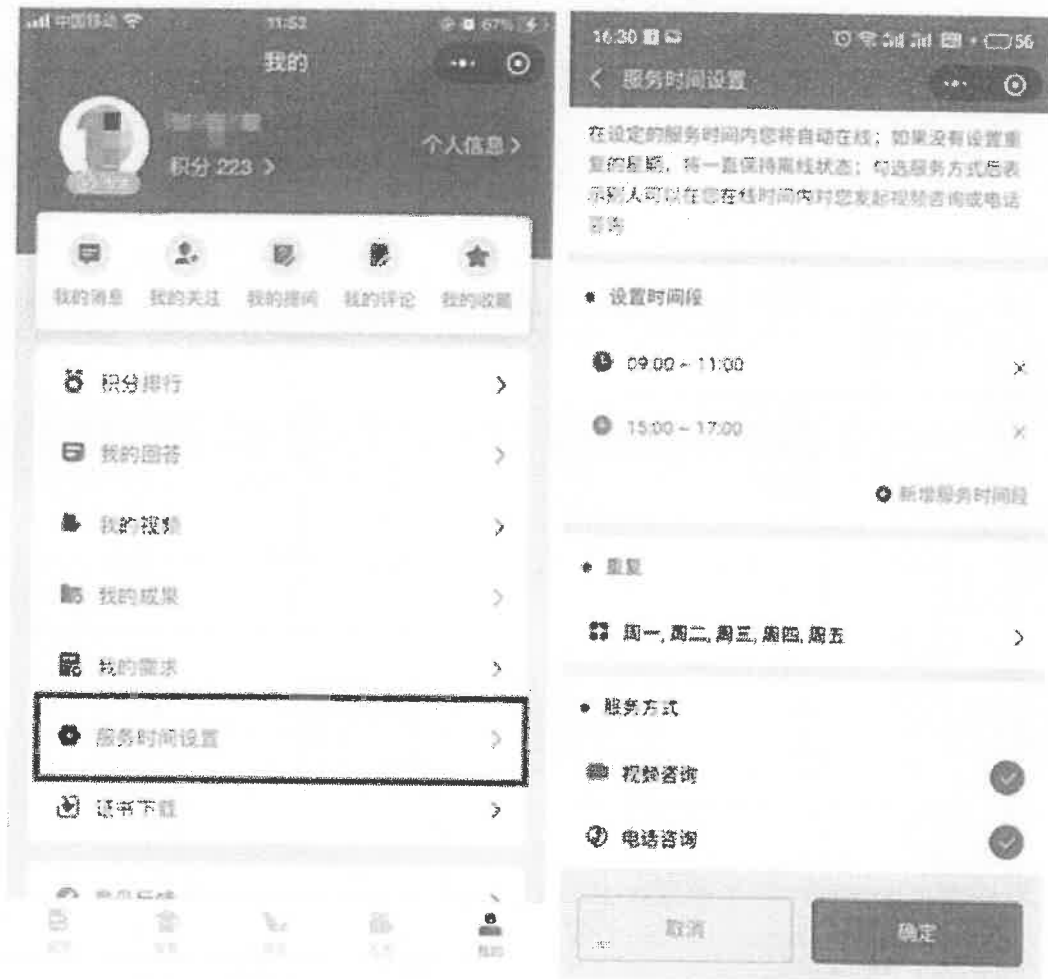 中国移动
11:52
67%
我的
积分 223 >
个人信息 >
我的消息
我的关注
我的提问
我的评论
我的收藏
积分排行
我的回答
我的视频
我的成果
我的需求
服务时间设置
证书下载
意见反馈
我的
16:30
56
服务时间设置
在设定的服务时间内您将自动在线；如果没有设置重
复的星期，将一直保持离线状态；勾选服务方式后表
示别人可以在您在线时间内对您发起视频咨询或电话
咨询
设置时间段
09:00 ~ 11:00
15:00 ~ 17:00
新增服务时间段
重复
周一, 周二, 周三, 周四, 周五
服务方式
视频咨询
电话咨询
取消
确定